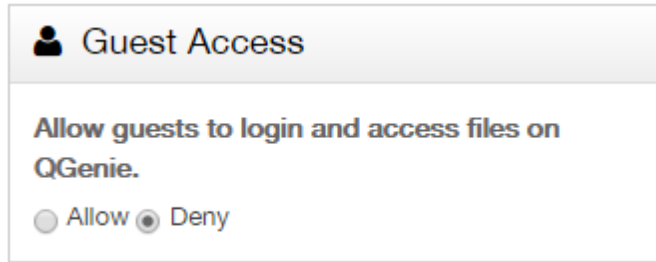 Guest Access
Allow guests to login and access files on
QGenie.
Allow Deny